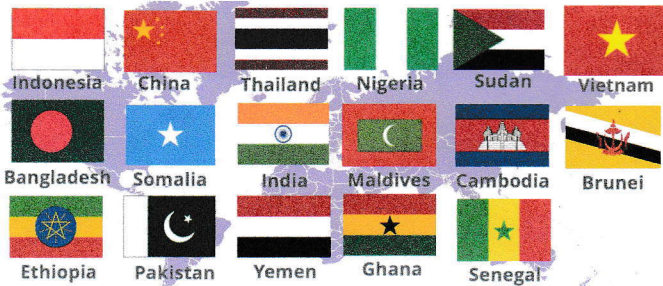 Indonesia China Thailand Nigeria Sudan Vietnam
Bangladesh Somalia India Maldives Cambodia Brunei
Ethiopia Pakistan Yemen Ghana Senegal